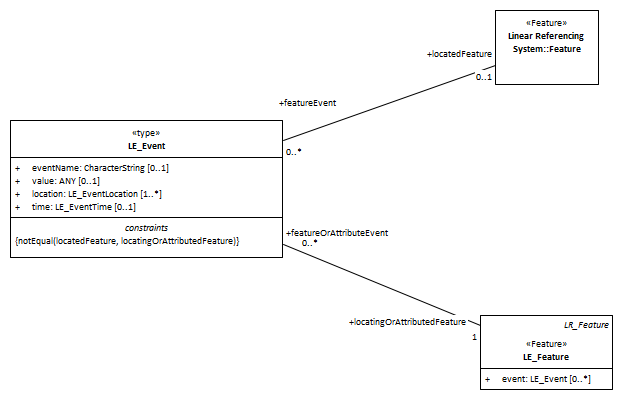 «Feature»
Linear Referencing
System::Feature
+locatedFeature
0..1
+featureEvent
0..*
«type»
LE_Event
+ eventName: CharacterString [0..1]
+ value: ANY [0..1]
+ location: LE_EventLocation [1..*]
+ time: LE_EventTime [0..1]
constraints
{notEqual(locatedFeature, locatingOrAttributedFeature)}
+featureOrAttributeEvent
0..*
+locatingOrAttributedFeature
1
LR_Feature
«Feature»
LE_Feature
+ event: LE_Event [0..*]